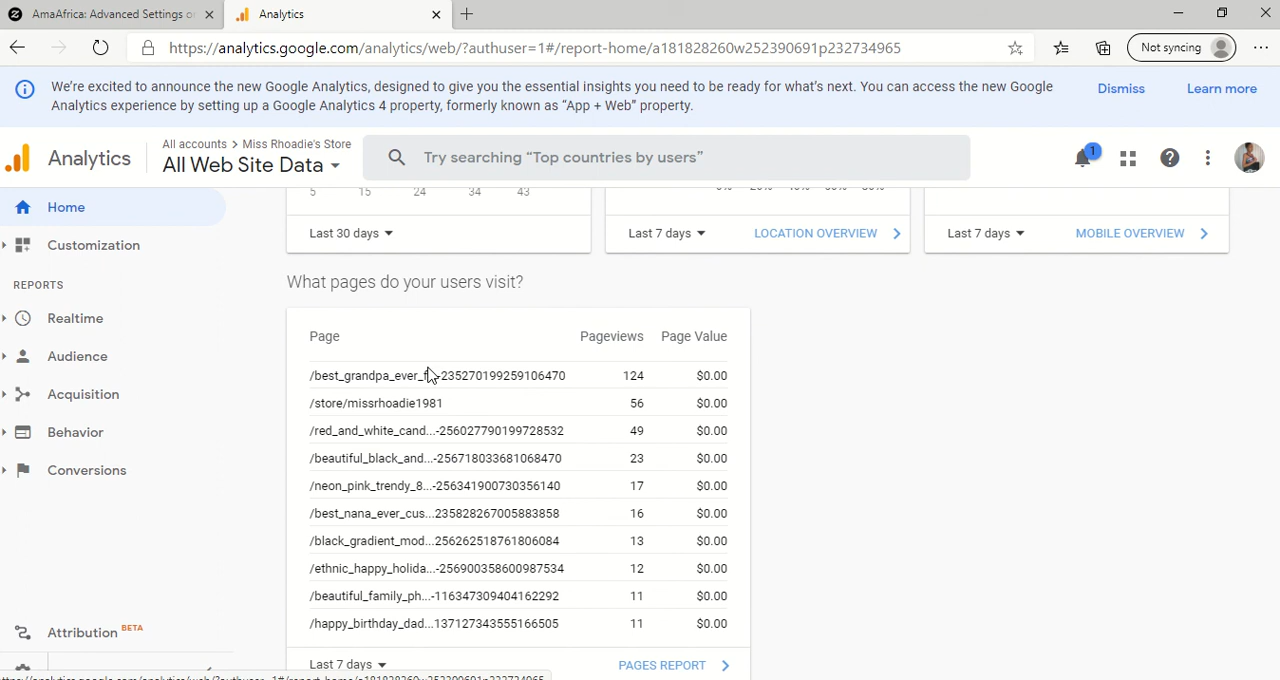 AmaAfrica: Advanced Settings o
Analytics
https://analytics.google.com/analytics/web/?authuser=1#/report-home/a181828260w252390691p232734965
Not syncing
We're excited to announce the new Google Analytics, designed to give you the essential insights you need to be ready for what's next. You can access the new Google
Analytics experience by setting up a Google Analytics 4 property, formerly known as "App + Web" property.
Dismiss
Learn more
Analytics
All accounts > Miss Rhoadie's Store
All Web Site Data
Try searching "Top countries by users"
1
Home
Customization
REPORTS
Realtime
Audience
Acquisition
Behavior
Conversions
Attribution BETA
5 15 24 34 43
Last 30 days
Last 7 days
LOCATION OVERVIEW
Last 7 days
MOBILE OVERVIEW
What pages do your users visit?
Page Pageviews Page Value
/best_grandpa_ever_f...-235270199259106470 124 $0.00
/store/missrhoadie1981 56 $0.00
/red_and_white_cand...-256027790199728532 49 $0.00
/beautiful_black_and...-256718033681068470 23 $0.00
/neon_pink_trendy_8...-256341900730356140 17 $0.00
/best_nana_ever_cus...235828267005883858 16 $0.00
/black_gradient_mod...256262518761806084 13 $0.00
/ethnic_happy_holida...-256900358600987534 12 $0.00
/beautiful_family_ph...-116347309404162292 11 $0.00
/happy_birthday_dad...137127343555166505 11 $0.00
Last 7 days
PAGES REPORT